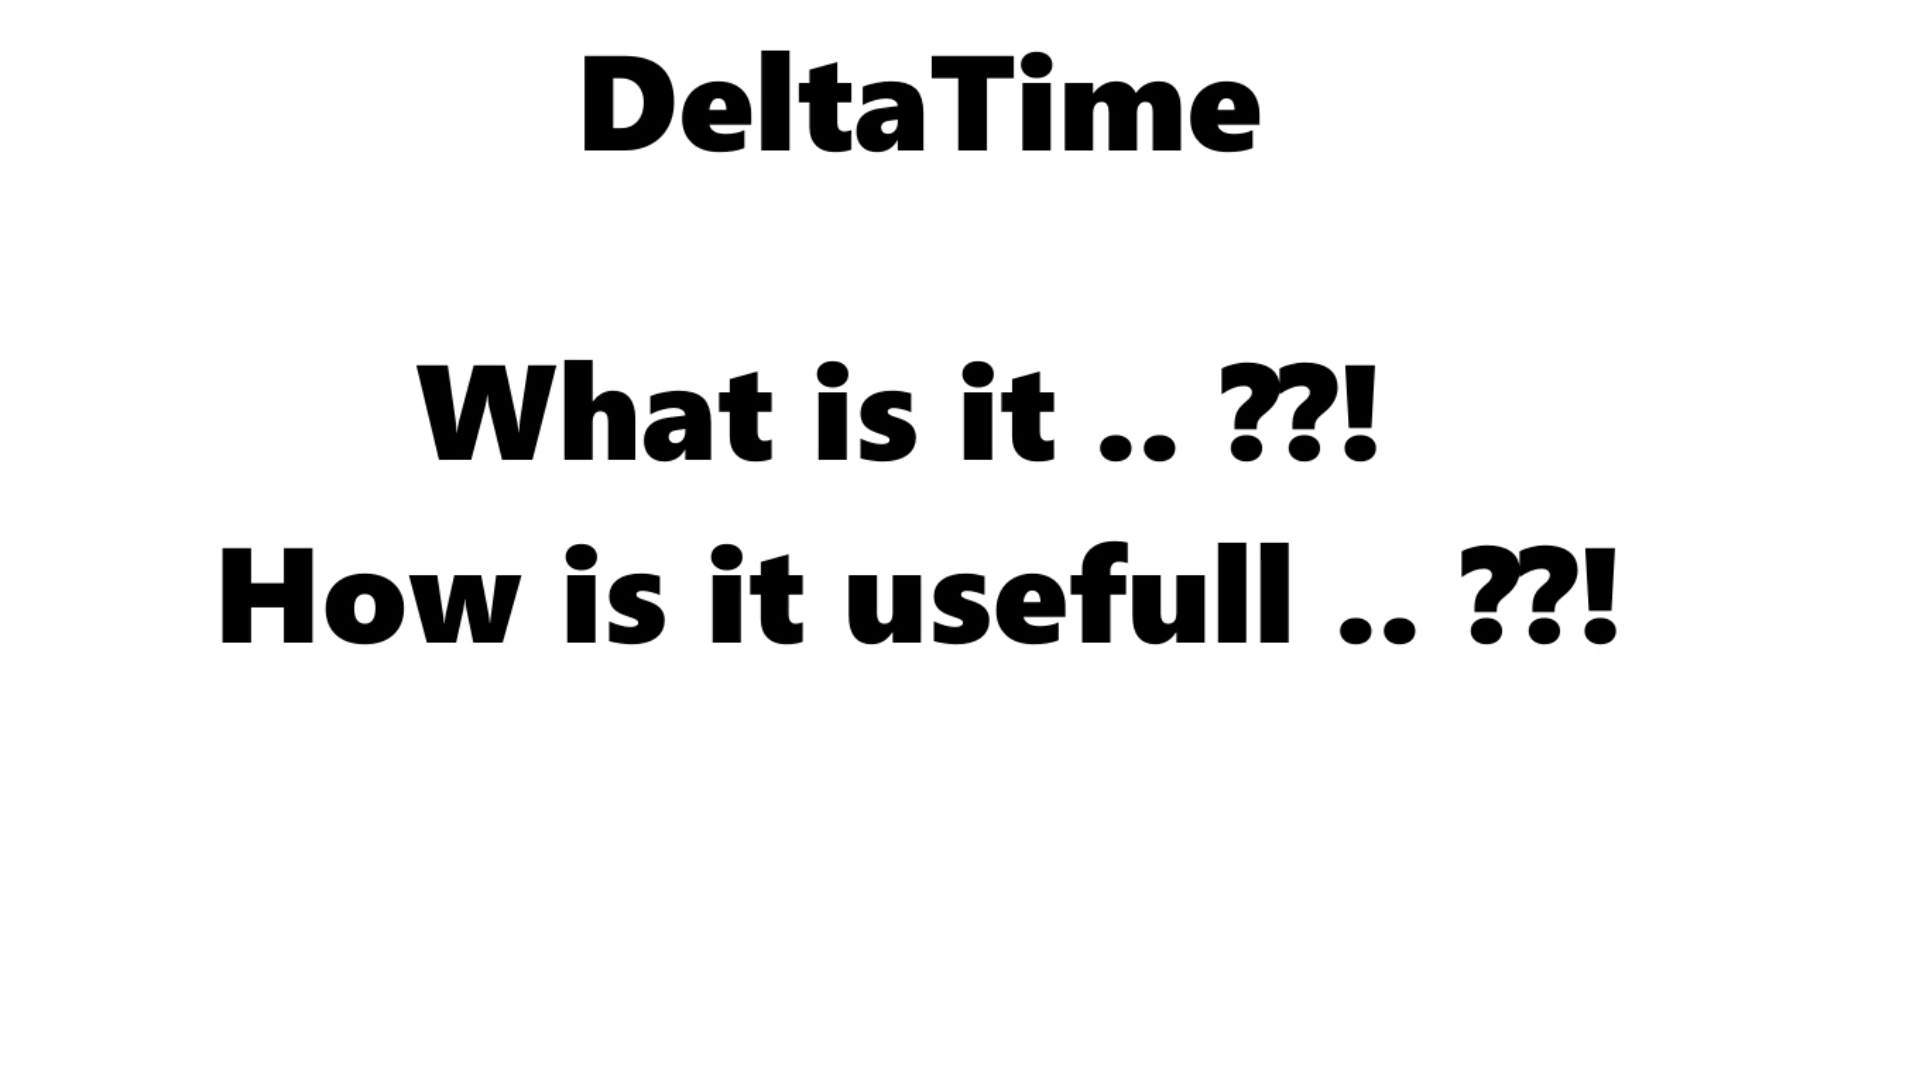 DeltaTime
What is it .. ??!
How is it usefull .. ??!